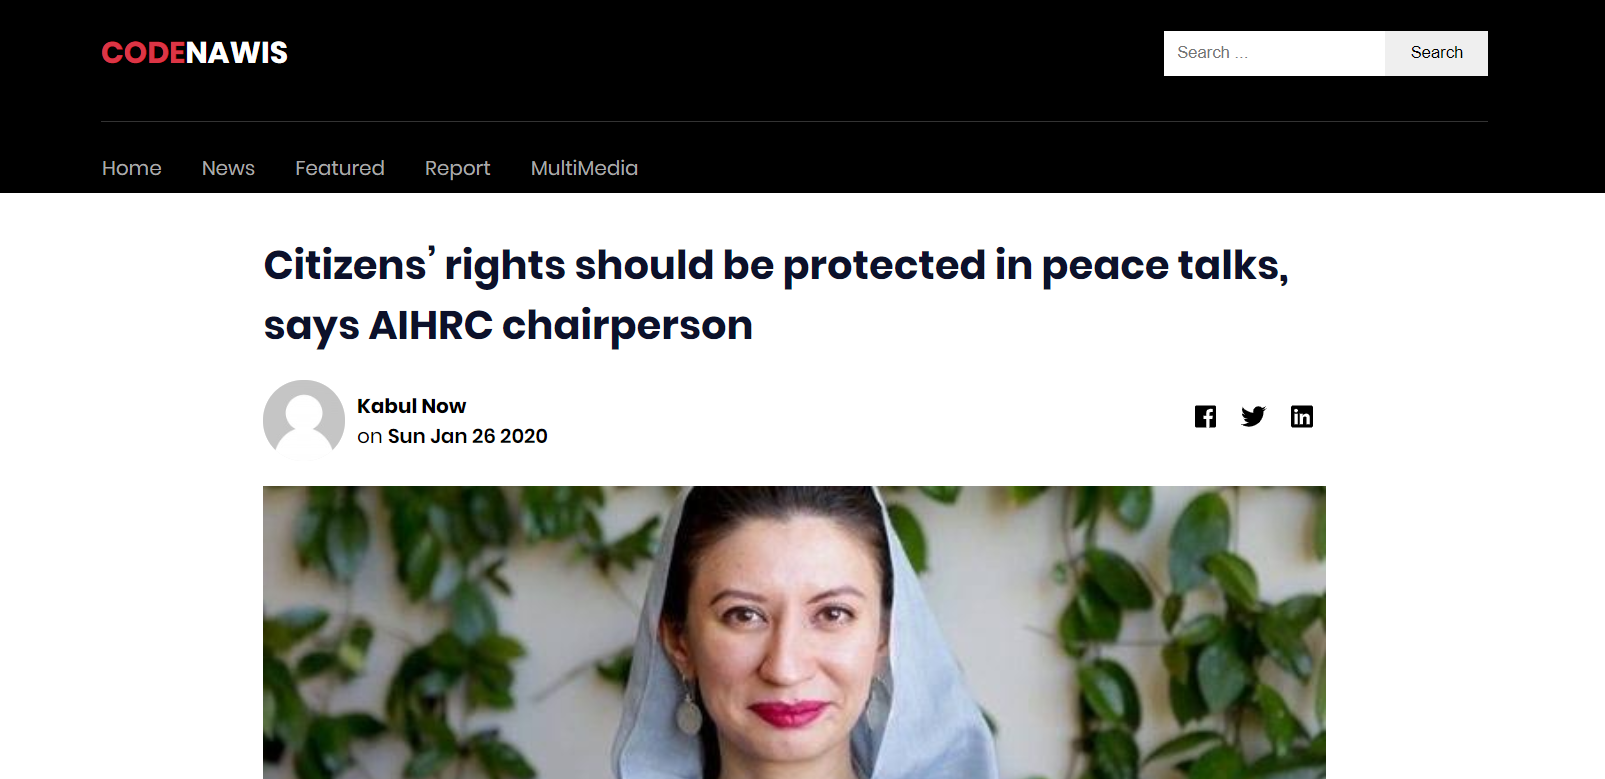 CODENAWIS
Search ...
Search
Home
News
Featured
Report
MultiMedia
Citizens’ rights should be protected in peace talks,
says AIHRC chairperson
Kabul Now
on Sun Jan 26 2020